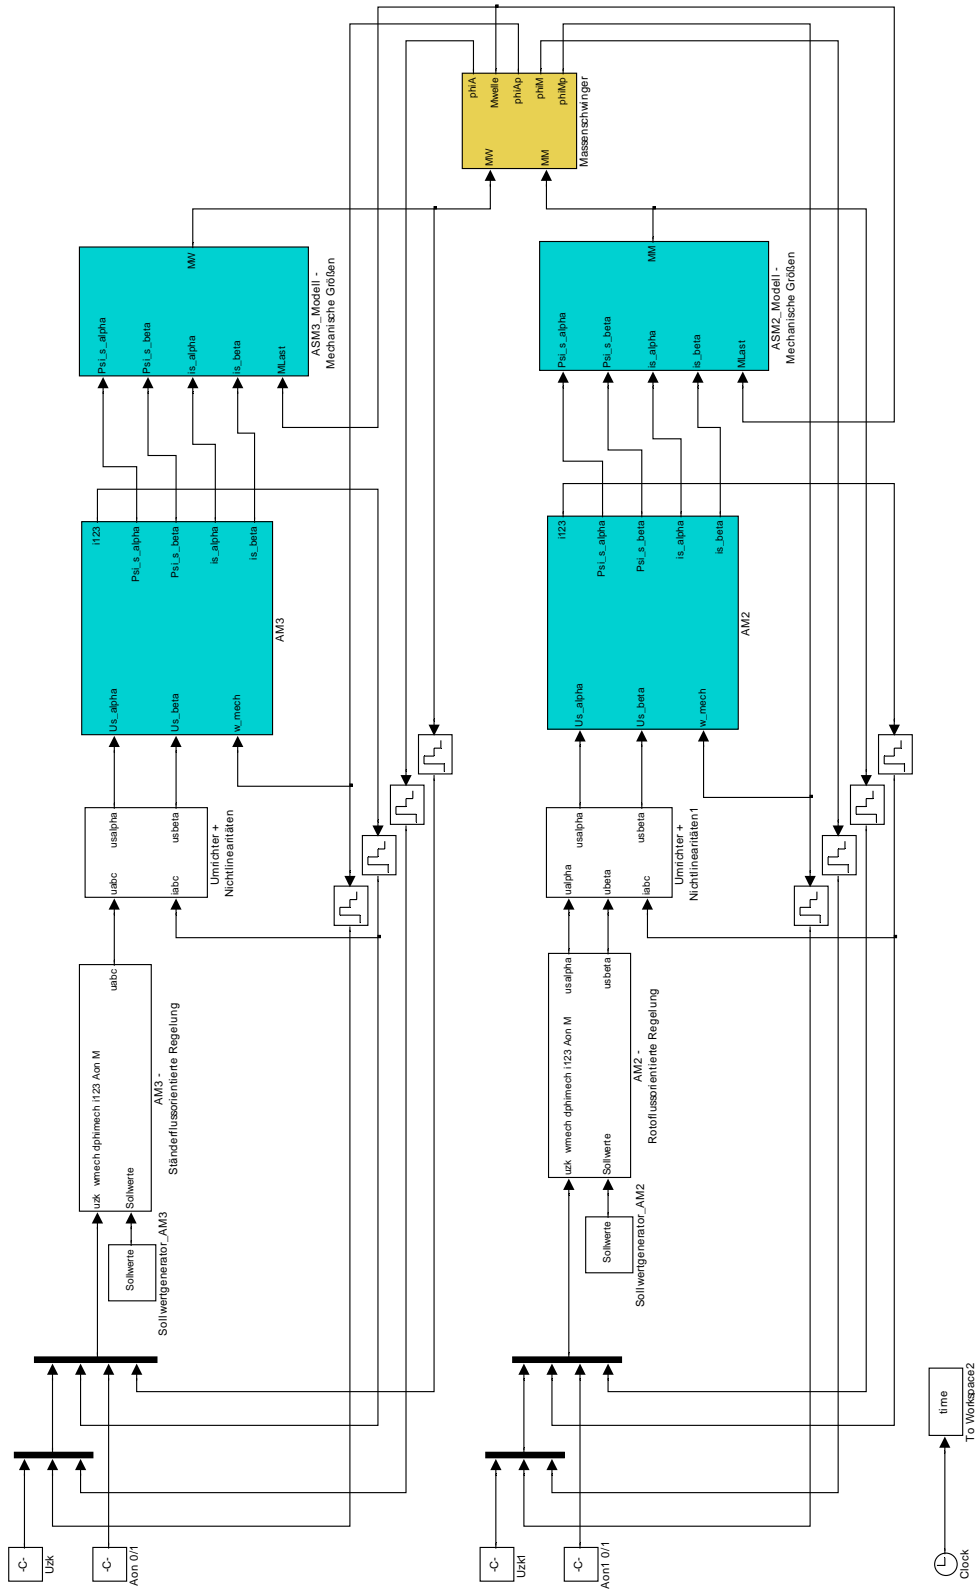 -C-
Uzk
-C-
Aon 0/1
Sollwerte
Sollwertgenerator_AM3
uzk wmech dphimech i123 Aon M
Sollwerte
uabc
AM3 -
Ständerflussorientierte Regelung
uabc
iabc
usalpha
usbeta
Umrichter +
Nichtlinearitäten
Us_alpha
Us_beta
w_mech
i123
Psi_s_alpha
Psi_s_beta
is_alpha
is_beta
AM3
Psi_s_alpha
Psi_s_beta
is_alpha
is_beta
MLast
MW
ASM3_Modell -
Mechanische Größen
MW
MM
phiA
Mwelle
phiAp
phiM
phiMp
Massenschwinger
-C-
Uzk1
-C-
Aon1 0/1
Sollwerte
Sollwertgenerator_AM2
uzk wmech dphimech i123 Aon M
Sollwerte
usalpha
usbeta
AM2 -
Rotoflussorientierte Regelung
ualpha
ubeta
iabc
usalpha
usbeta
Umrichter +
Nichtlinearitäten1
Us_alpha
Us_beta
w_mech
i123
Psi_s_alpha
Psi_s_beta
is_alpha
is_beta
AM2
Psi_s_alpha
Psi_s_beta
is_alpha
is_beta
MLast
MM
ASM2_Modell -
Mechanische Größen
Clock
time
To Workspace2